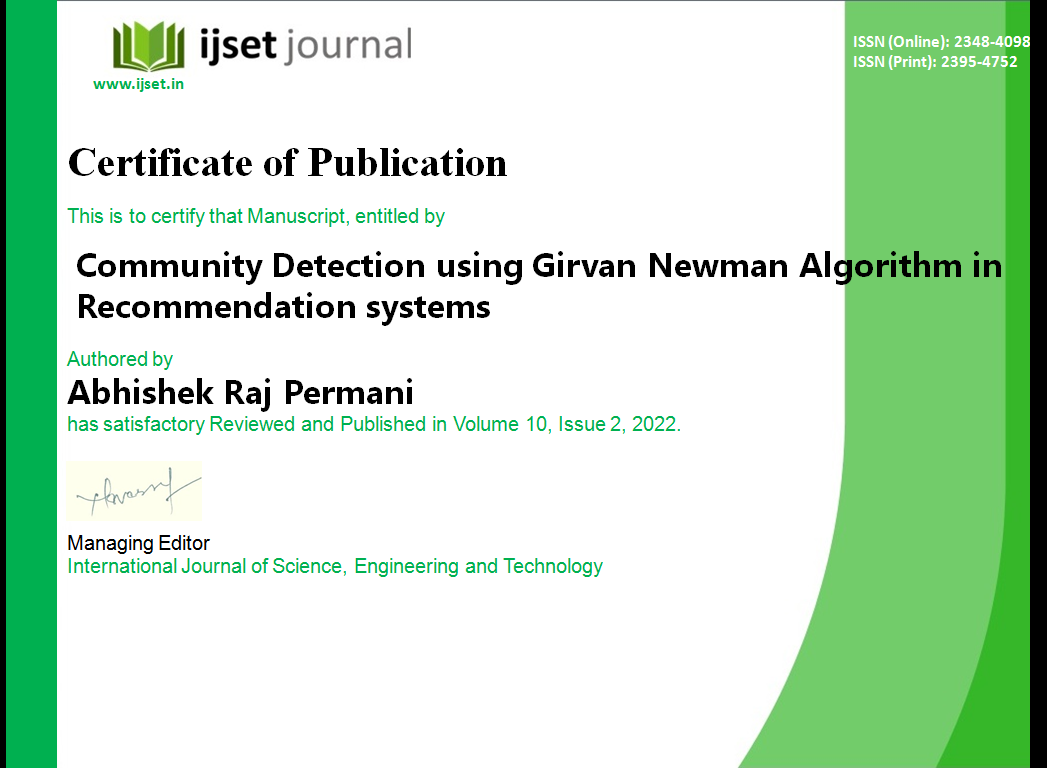 ijset journal
www.ijset.in
ISSN (Online): 2348-4098
ISSN (Print): 2395-4752
Certificate of Publication
This is to certify that Manuscript, entitled by
Community Detection using Girvan Newman Algorithm in
Recommendation systems
Authored by
Abhishek Raj Permani
has satisfactory Reviewed and Published in Volume 10, Issue 2, 2022.
Managing Editor
International Journal of Science, Engineering and Technology